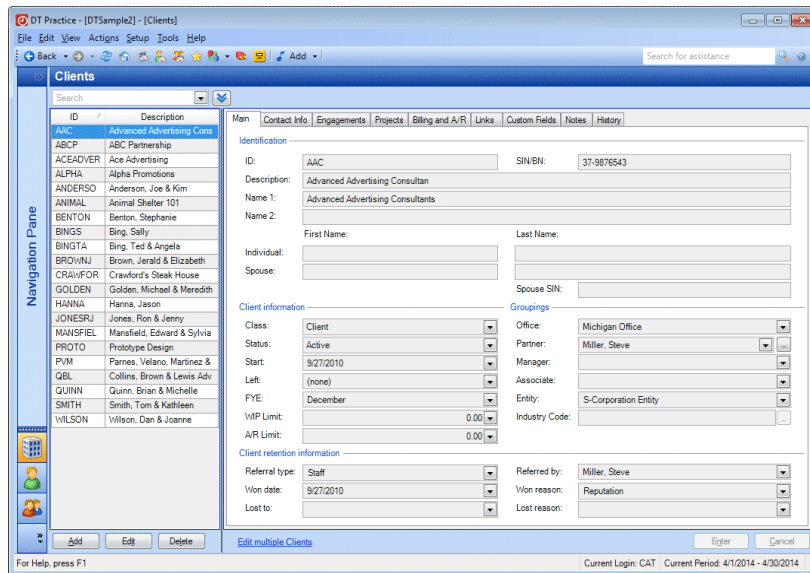 DT Practice - [DTSample2] - [Clients]
File Edit View Actions Setup Tools Help
Back Add Search for assistance
Clients
Search
ID Description
AAC Advanced Advertising Cons
ABCP ABC Partnership
ACEADVER Ace Advertising
ALPHA Alpha Promotions
ANDERSO Anderson, Joe & Kim
ANIMAL Animal Shelter 101
BENTON Benton, Stephanie
BINGS Bing, Sally
BINGTA Bing, Ted & Angela
BROWNJ Brown, Jerald & Elizabeth
CRAWFOR Crawford's Steak House
GOLDEN Golden, Michael & Meredith
HANNA Hanna, Jason
JONESRJ Jones, Ron & Jenny
MANSFIEL Mansfield, Edward & Sylvia
PROTO Prototype Design
PVM Parnes, Velano, Martinez &
QBL Collins, Brown & Lewis Adv
QUINN Quinn, Brian & Michelle
SMITH Smith, Tom & Kathleen
WILSON Wilson, Dan & Joanne
Navigation Pane
Add Edit Delete
Main Contact Info Engagements Projects Billing and A/R Links Custom Fields Notes History
Identification
ID: AAC SIN/BN: 37-9876543
Description: Advanced Advertising Consultan
Name 1: Advanced Advertising Consultants
Name 2:
First Name: Last Name:
Individual:
Spouse:
Spouse SIN:
Client information Groupings
Class: Client Office: Michigan Office
Status: Active Partner: Miller, Steve
Start: 9/27/2010 Manager:
Left: (none) Associate:
FYE: December Entity: S-Corporation Entity
WIP Limit: 0.00 Industry Code:
A/R Limit: 0.00
Client retention information
Referral type: Staff Referred by: Miller, Steve
Won date: 9/27/2010 Won reason: Reputation
Lost to: Lost reason:
Edit multiple Clients Enter Cancel
For Help, press F1 Current Login: CAT Current Period: 4/1/2014 - 4/30/2014